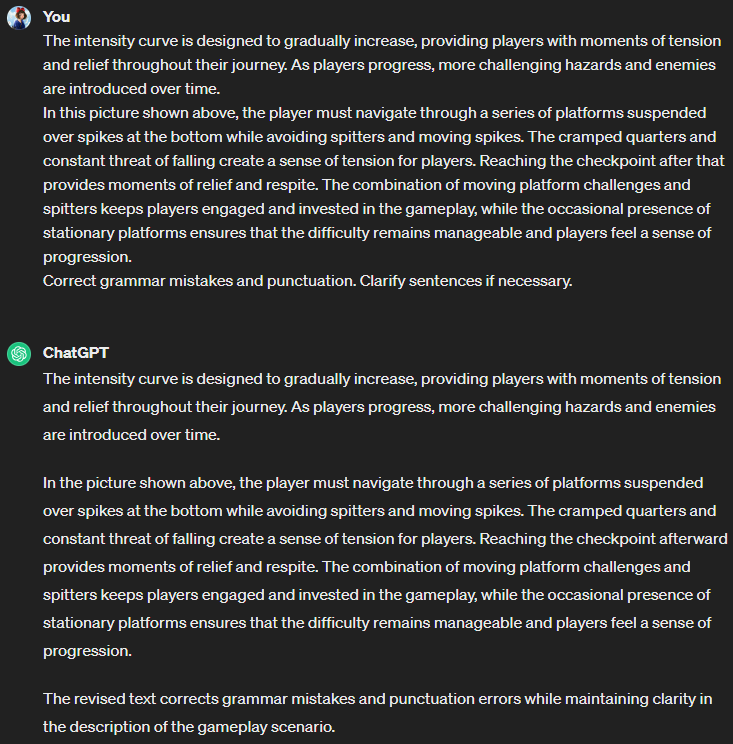 You
The intensity curve is designed to gradually increase, providing players with moments of tension
and relief throughout their journey. As players progress, more challenging hazards and enemies
are introduced over time.
In this picture shown above, the player must navigate through a series of platforms suspended
over spikes at the bottom while avoiding spitters and moving spikes. The cramped quarters and
constant threat of falling create a sense of tension for players. Reaching the checkpoint after that
provides moments of relief and respite. The combination of moving platform challenges and
spitters keeps players engaged and invested in the gameplay, while the occasional presence of
stationary platforms ensures that the difficulty remains manageable and players feel a sense of
progression.
Correct grammar mistakes and punctuation. Clarify sentences if necessary.
ChatGPT
The intensity curve is designed to gradually increase, providing players with moments of tension
and relief throughout their journey. As players progress, more challenging hazards and enemies
are introduced over time.
In the picture shown above, the player must navigate through a series of platforms suspended
over spikes at the bottom while avoiding spitters and moving spikes. The cramped quarters and
constant threat of falling create a sense of tension for players. Reaching the checkpoint afterward
provides moments of relief and respite. The combination of moving platform challenges and
spitters keeps players engaged and invested in the gameplay, while the occasional presence of
stationary platforms ensures that the difficulty remains manageable and players feel a sense of
progression.
The revised text corrects grammar mistakes and punctuation errors while maintaining clarity in
the description of the gameplay scenario.